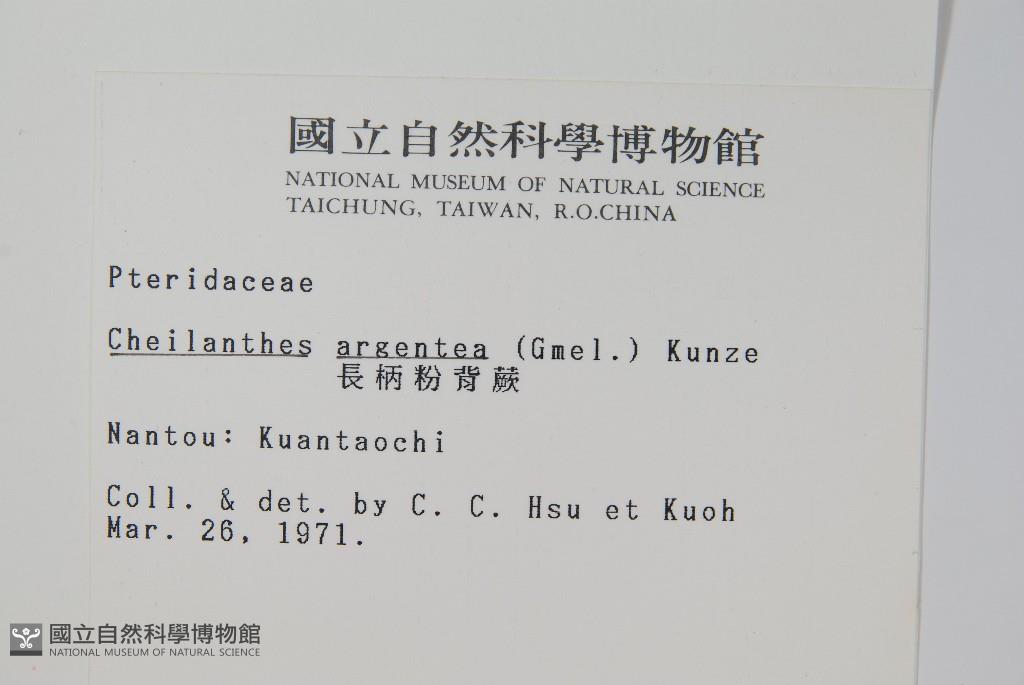 國立自然科學博物館
NATIONAL MUSEUM OF NATURAL SCIENCE
TAICHUNG, TAIWAN, R.O.CHINA
Pteridaceae
Cheilanthes argentea (Gmel.) Kunze
長柄粉背蕨
Nantou: Kuantaochi
Coll. & det. by C. C. Hsu et Kuoh
Mar. 26, 1971.
國立自然科學博物館
NATIONAL MUSEUM OF NATURAL SCIENCE